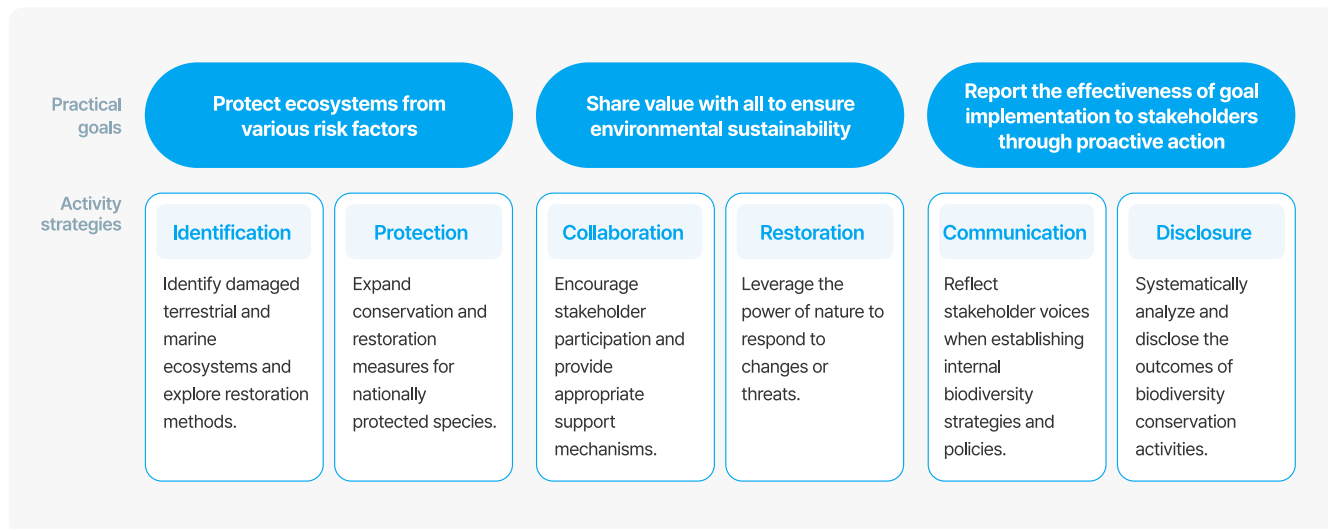 Practical
goals
Protect ecosystems from
various risk factors
Share value with all to ensure
environmental sustainability
Report the effectiveness of goal
implementation to stakeholders
through proactive action
Activity
strategies
Identification
Identify damaged
terrestrial and
marine
ecosystems and
explore restoration
methods.
Protection
Expand
conservation and
restoration
measures for
nationally
protected species.
Collaboration
Encourage
stakeholder
participation and
provide
appropriate
support
mechanisms.
Restoration
Leverage the
power of nature to
respond to
changes or
threats.
Communication
Reflect
stakeholder voices
when establishing
internal
biodiversity
strategies and
policies.
Disclosure
Systematically
analyze and
disclose the
outcomes of
biodiversity
conservation
activities.